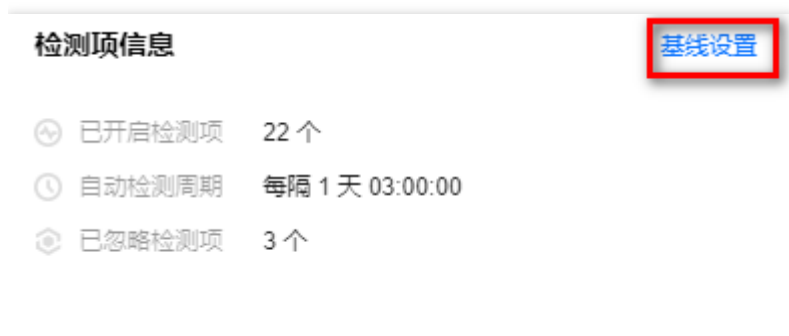 检测项信息 基线设置
已开启检测项 22 个
自动检测周期 每隔 1 天 03:00:00
已忽略检测项 3 个